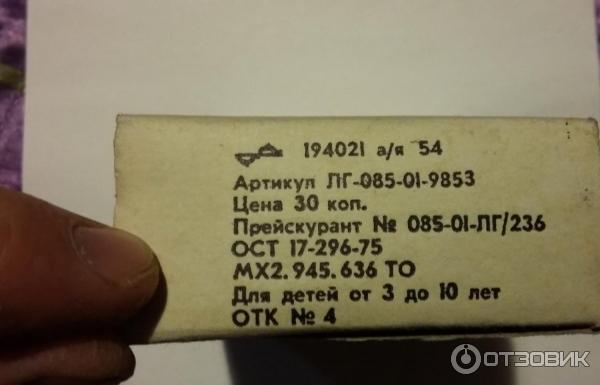 194021 а/я 54
Артикул ЛГ-085-01-9853
Цена 30 коп.
Прейскурант № 085-01-ЛГ/236
ОСТ 17-296-75
МХ2.945.636 ТО
Для детей от 3 до 10 лет
ОТК № 4
ОТЗОВИК